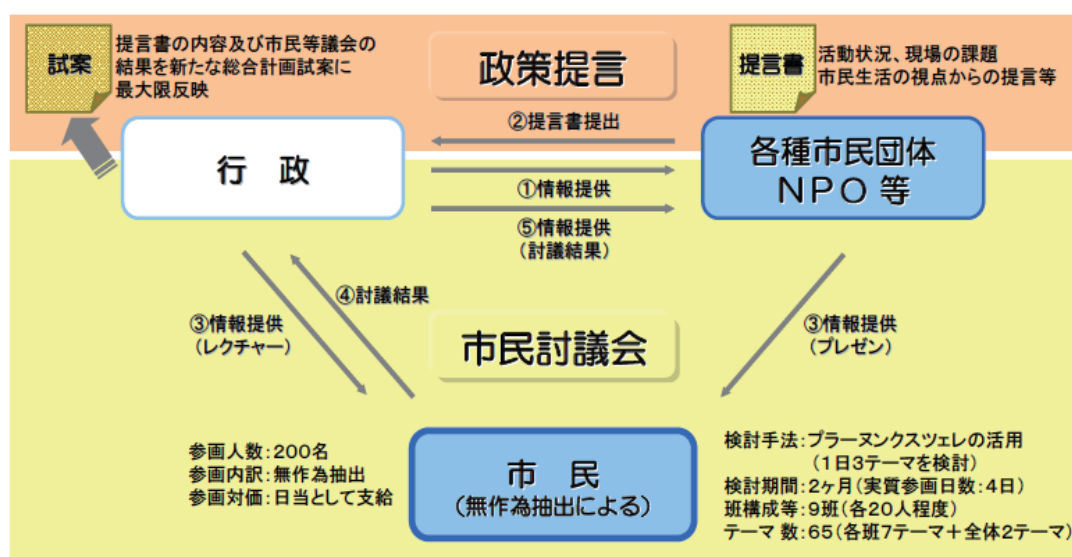 試案
提言書の内容及び市民等議会の
結果を新たな総合計画試案に
最大限反映
政策提言
提言書
活動状況、現場の課題
市民生活の視点からの提言等
②提言書提出
行 政
各種市民団体
NPO等
①情報提供
⑤情報提供
(討議結果)
④討議結果
③情報提供
(レクチャー)
市民討議会
③情報提供
(プレゼン)
参画人数:200名
参画内訳:無作為抽出
参画対価:日当として支給
市 民
(無作為抽出による)
検討手法:プラーヌンクスツェレの活用
(1日3テーマを検討)
検討期間:2ヶ月(実質参画日数:4日)
班構成等:9班(各20人程度)
テーマ数:65(各班7テーマ+全体2テーマ)